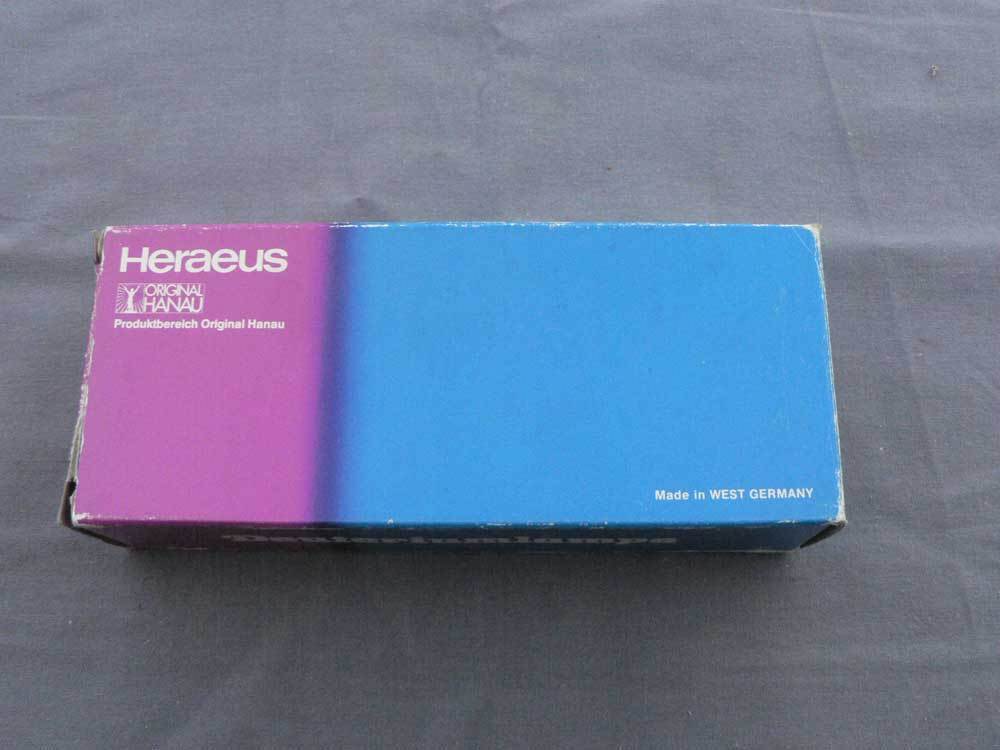 Heraeus
ORIGINAL
HANAU
Produktbereich Original Hanau
Made in WEST GERMANY